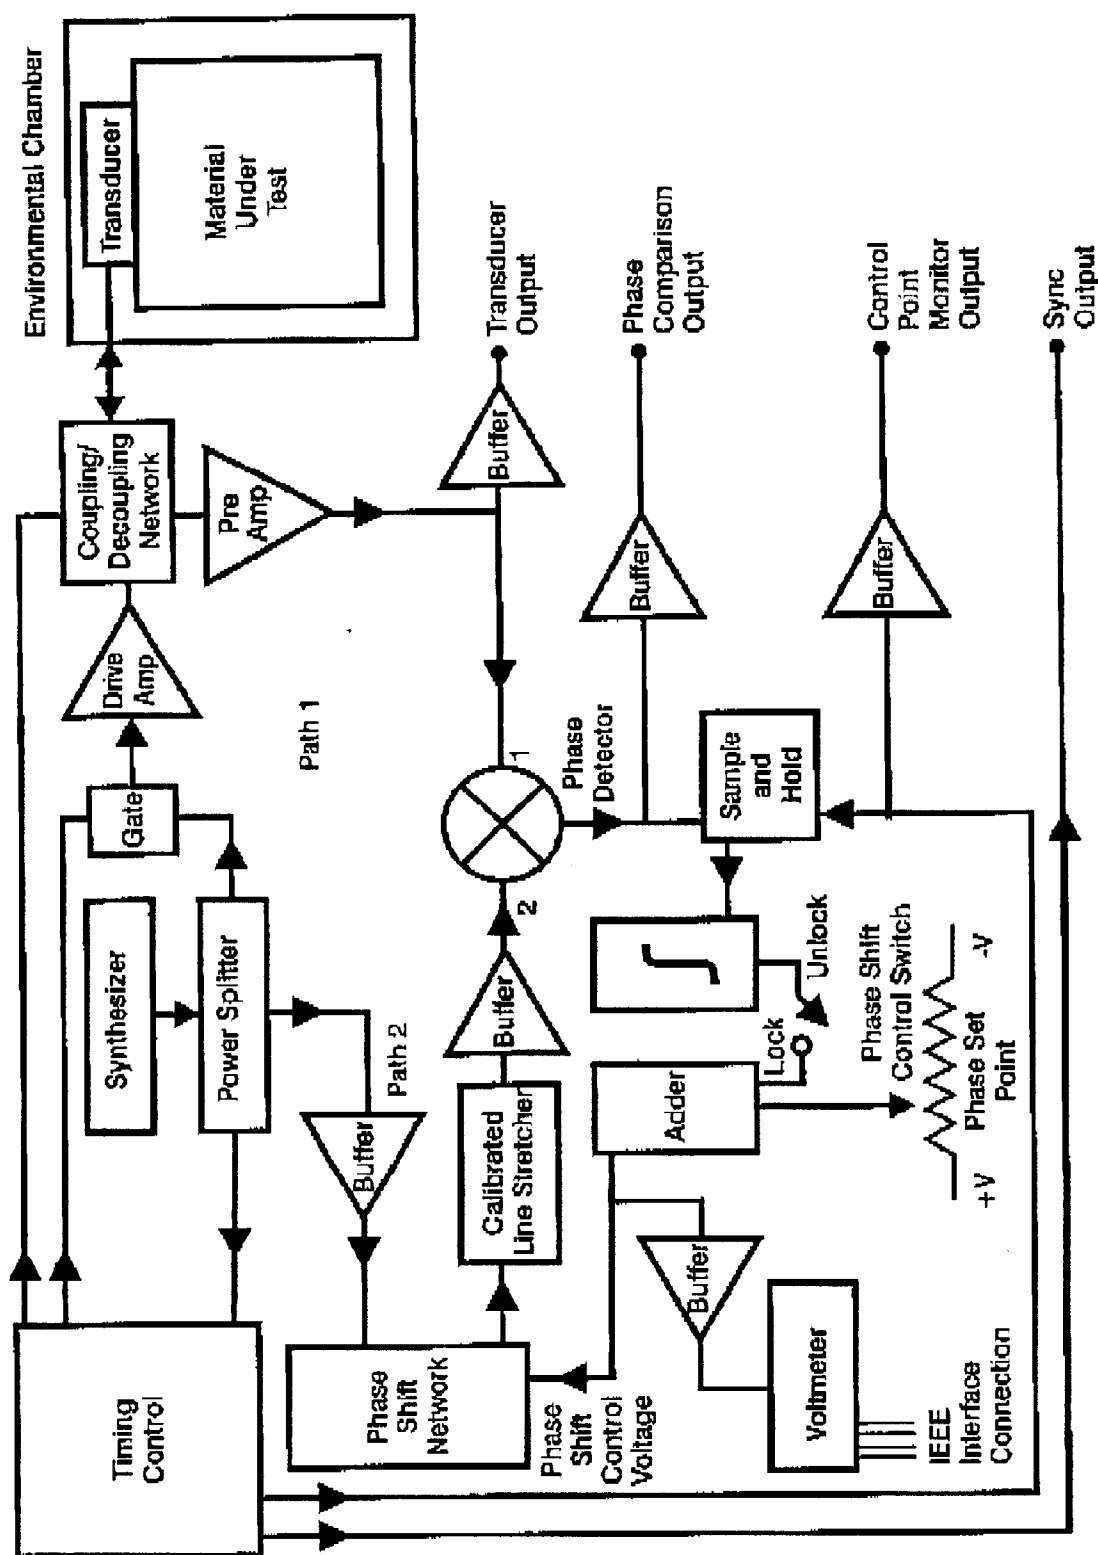 Environmental Chamber
Transducer
Material
Under
Test
Coupling/
Decoupling
Network
Pre
Amp
Drive
Amp
Gate
Synthesizer
Power Splitter
Timing
Control
Path 1
Path 2
Buffer
Transducer
Output
Buffer
Phase
Shift
Network
Calibrated
Line Stretcher
Buffer
2
1
Phase
Detector
Buffer
Phase
Comparison
Output
Sample
and
Hold
Buffer
Control
Point
Monitor
Output
Sync
Output
Unlock
Lock
Phase Shift
Control Switch
Adder
+V
Phase Set
Point
-V
Phase
Shift
Control
Voltage
Buffer
Voltmeter
IEEE
Interface
Connection